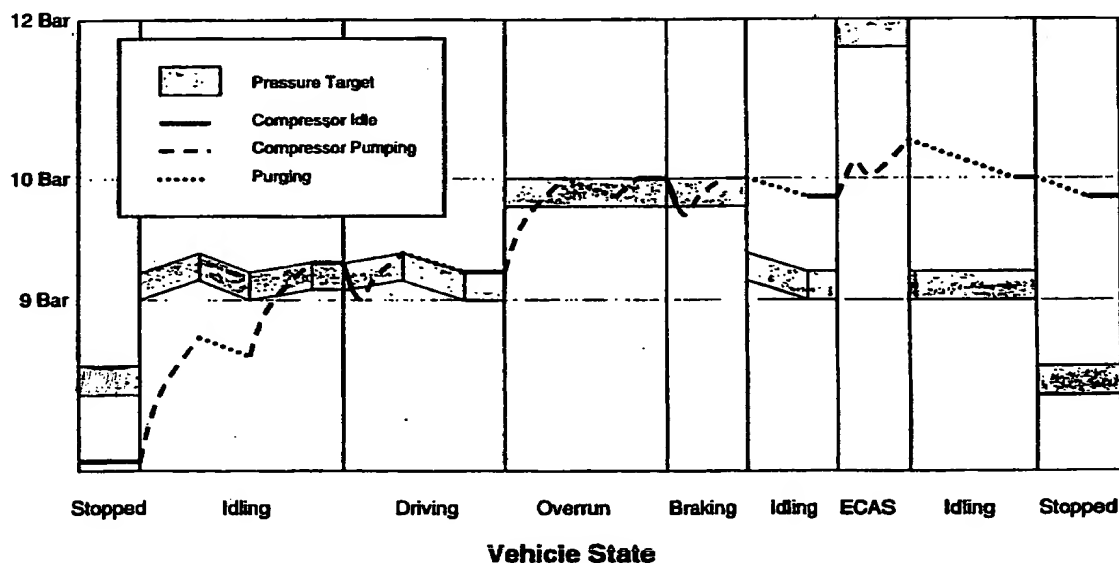 12 Bar
Pressure Target
Compressor Idle
Compressor Pumping
Purging
10 Bar
9 Bar
Stopped Idling Driving Overrun Braking Idling ECAS Idling Stopped
Vehicle State